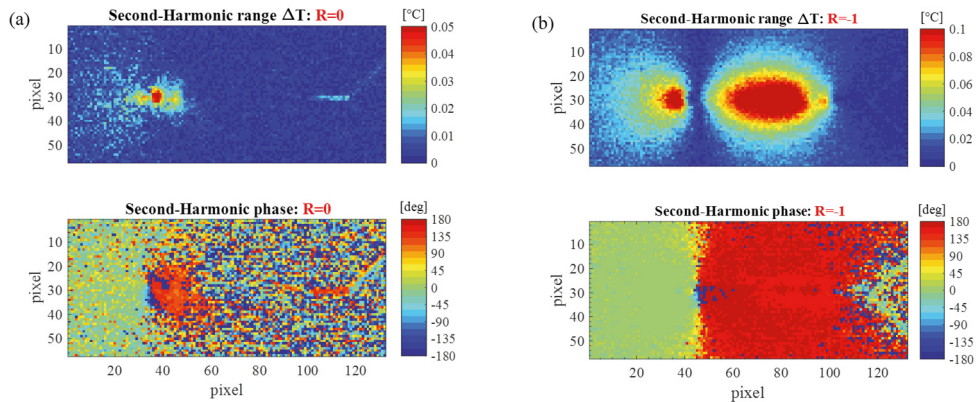 (a)
Second-Harmonic range ΔT: R=0
[°C]
0.05
0.04
0.03
0.02
0.01
0
10
20
30
40
50
pixel
Second-Harmonic phase: R=0
[deg]
180
135
90
45
0
-45
-90
-135
-180
10
20
30
40
50
pixel
20 40 60 80 100 120
pixel
(b)
Second-Harmonic range ΔT: R=-1
[°C]
0.1
0.08
0.06
0.04
0.02
0
10
20
30
40
50
pixel
Second-Harmonic phase: R=-1
[deg]
180
135
90
45
0
-45
-90
-135
-180
10
20
30
40
50
pixel
20 40 60 80 100 120
pixel